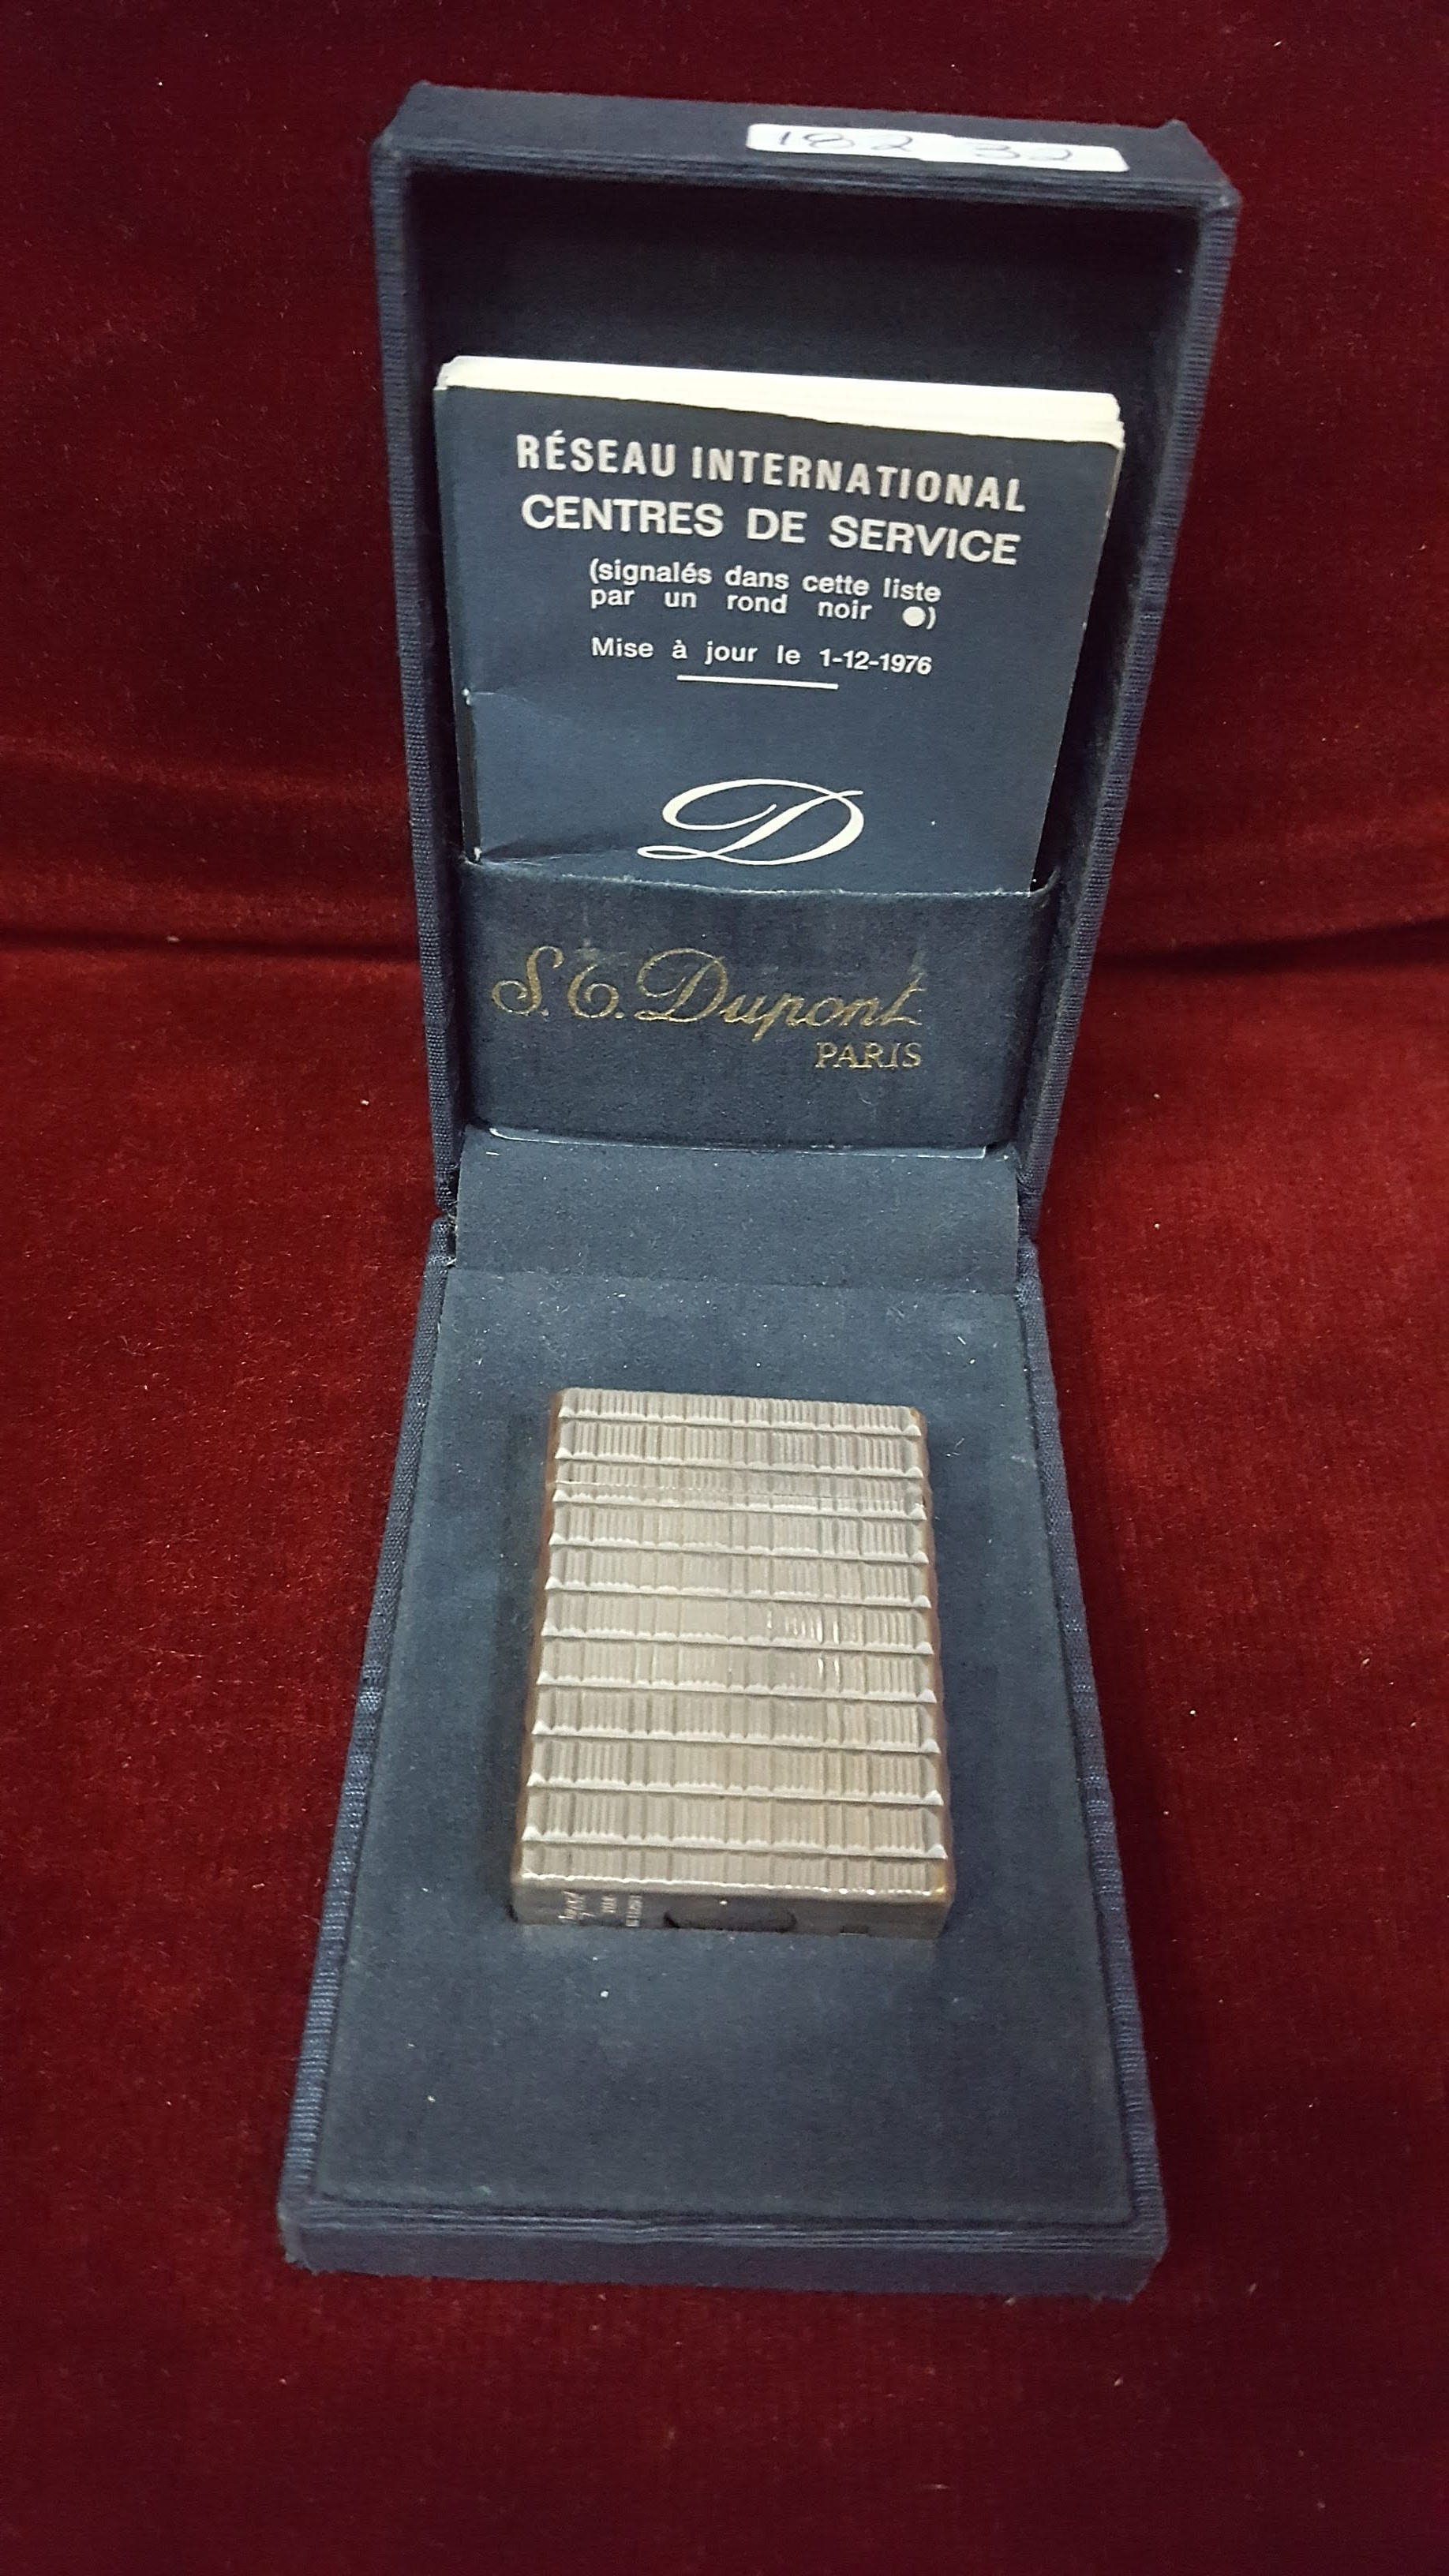 182 32
RÉSEAU INTERNATIONAL
CENTRES DE SERVICE
(signalés dans cette liste
par un rond noir ●)
Mise à jour le 1-12-1976
D
S.T. Dupont
PARIS